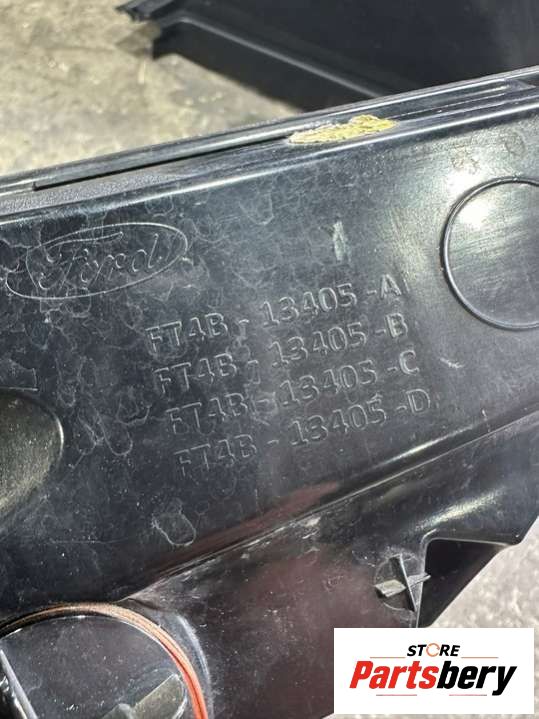 Ford
FT4B - 13405 -A
FT4B - 13405 -B
FT4B - 13405 -C
FT4B - 13405 -D
STORE
Partsbery